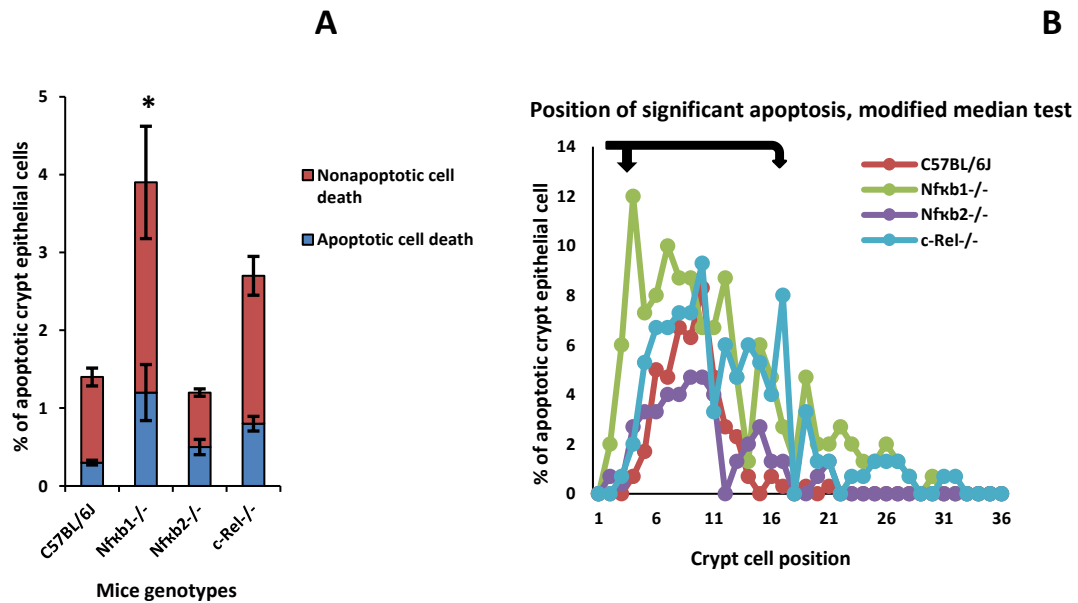 A
B
% of apoptotic crypt epithelial cells
5
4
3
2
1
0
*
Nonapoptotic cell
death
Apoptotic cell death
C57BL/6J
Nfκb1-/-
Nfκb2-/-
c-Rel-/-
Mice genotypes
Position of significant apoptosis, modified median test
% of apoptotic crypt epithelial cell
14
12
10
8
6
4
2
0
C57BL/6J
Nfκb1-/-
Nfκb2-/-
c-Rel-/-
1 6 11 16 21 26 31 36
Crypt cell position